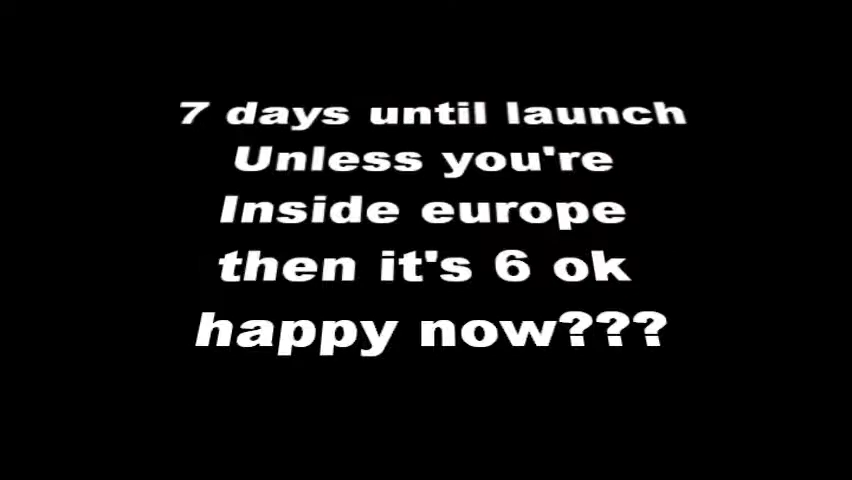 7 days until launch
Unless you're
Inside europe
then it's 6 ok
happy now???